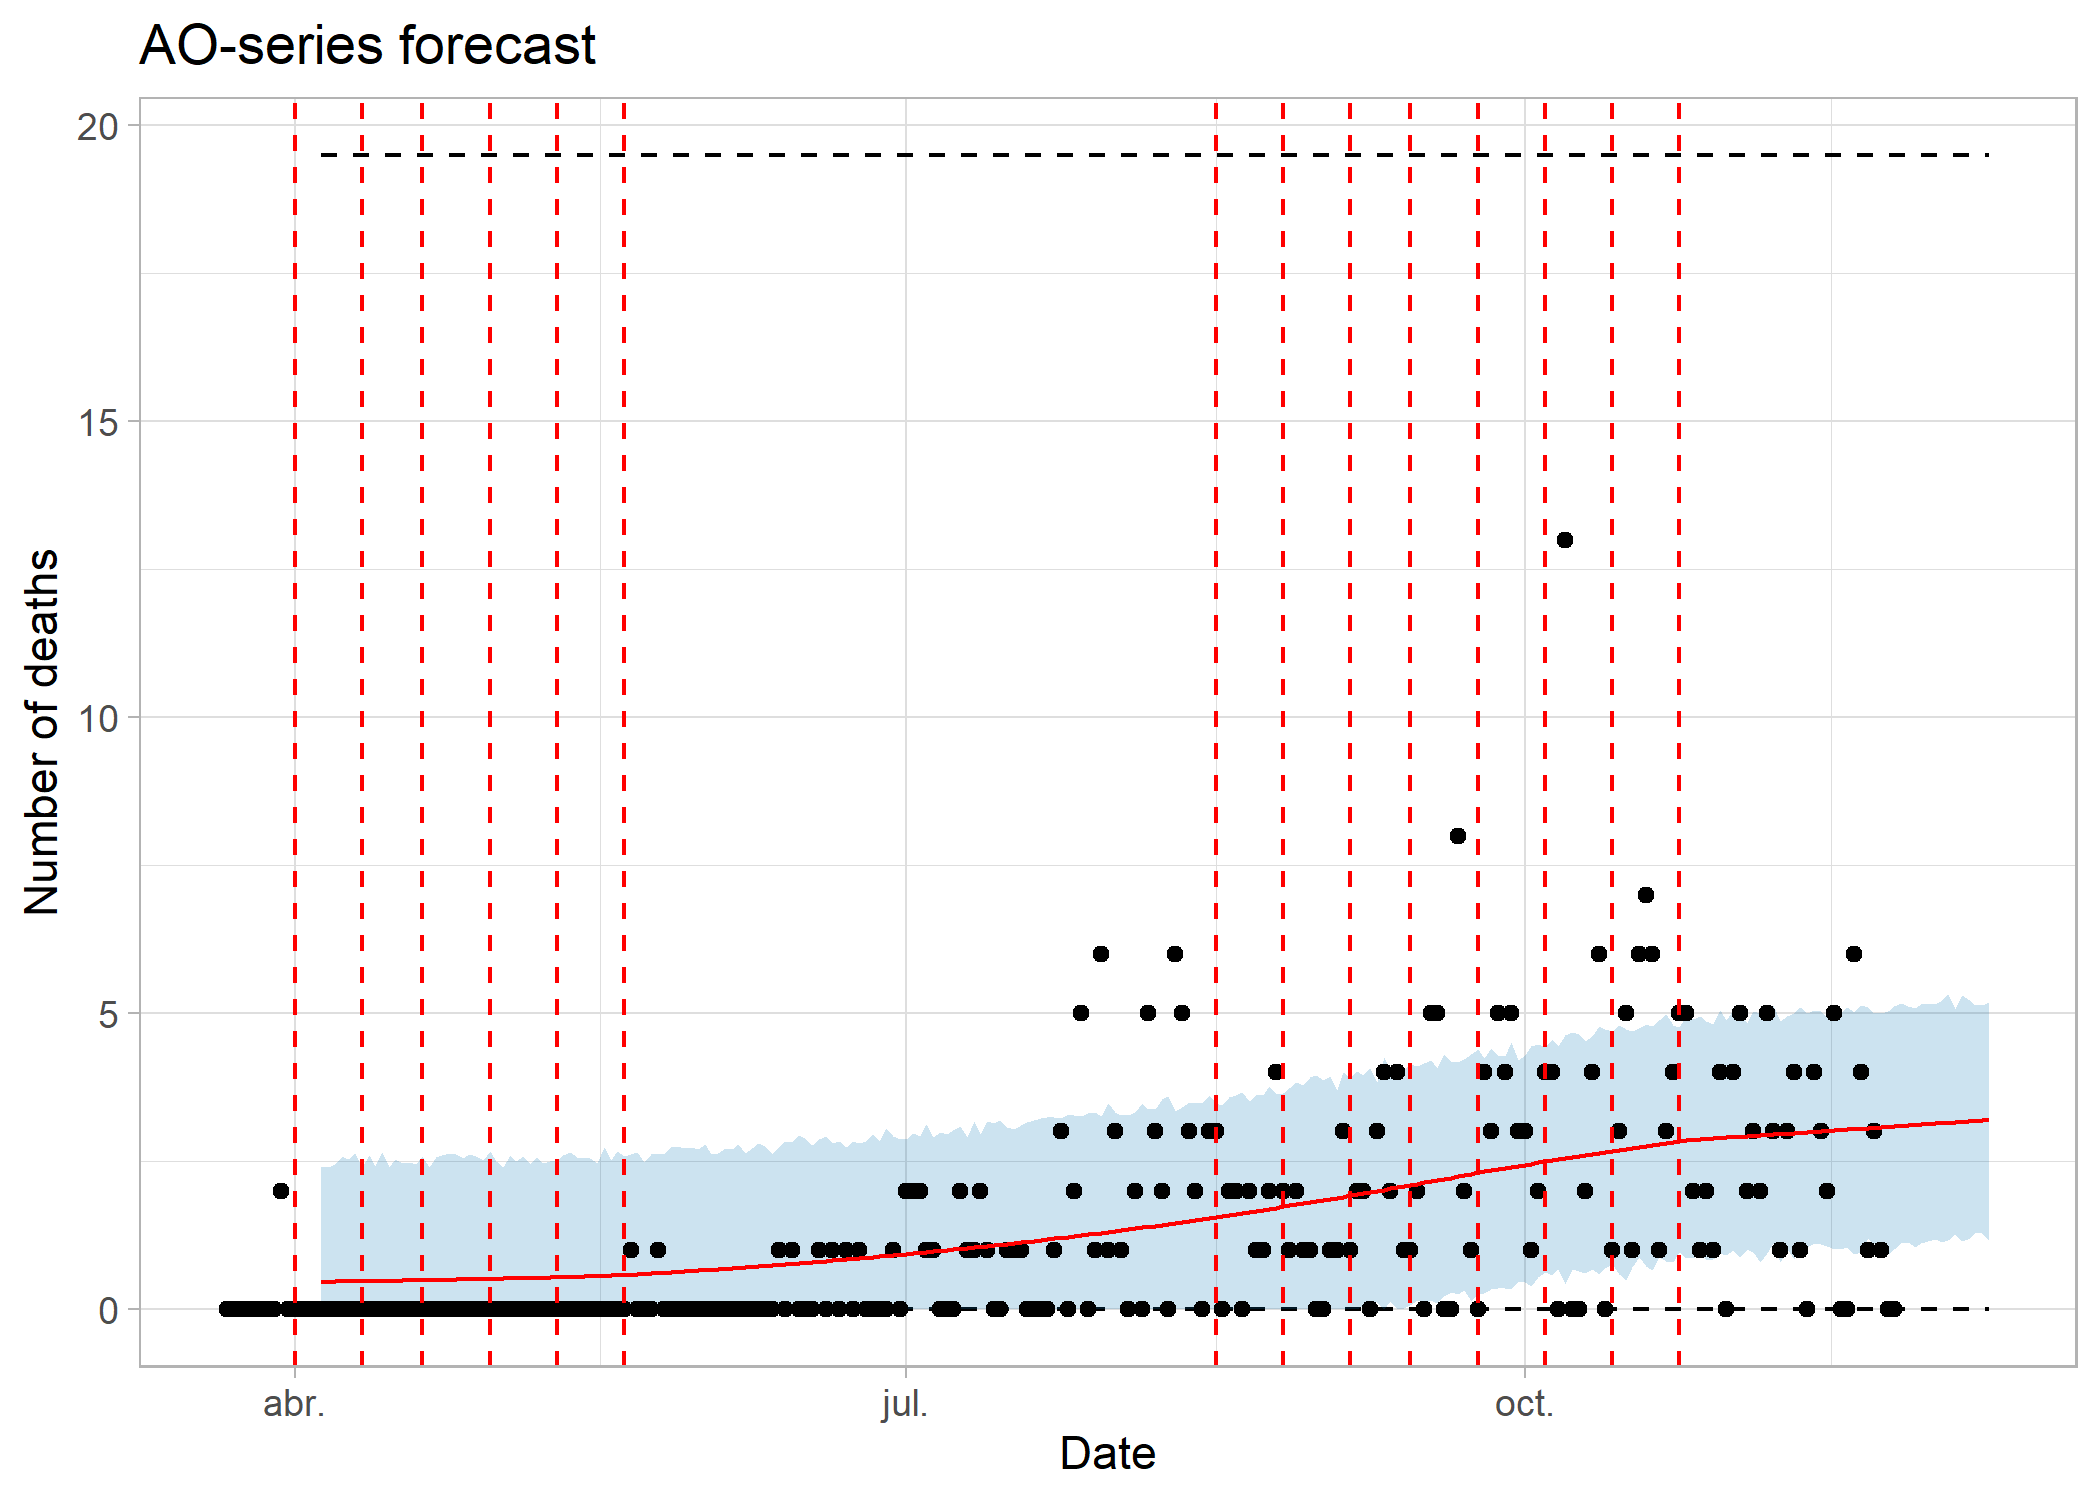 AO-series forecast
20
15
10
5
0
Number of deaths
abr.
jul.
oct.
Date